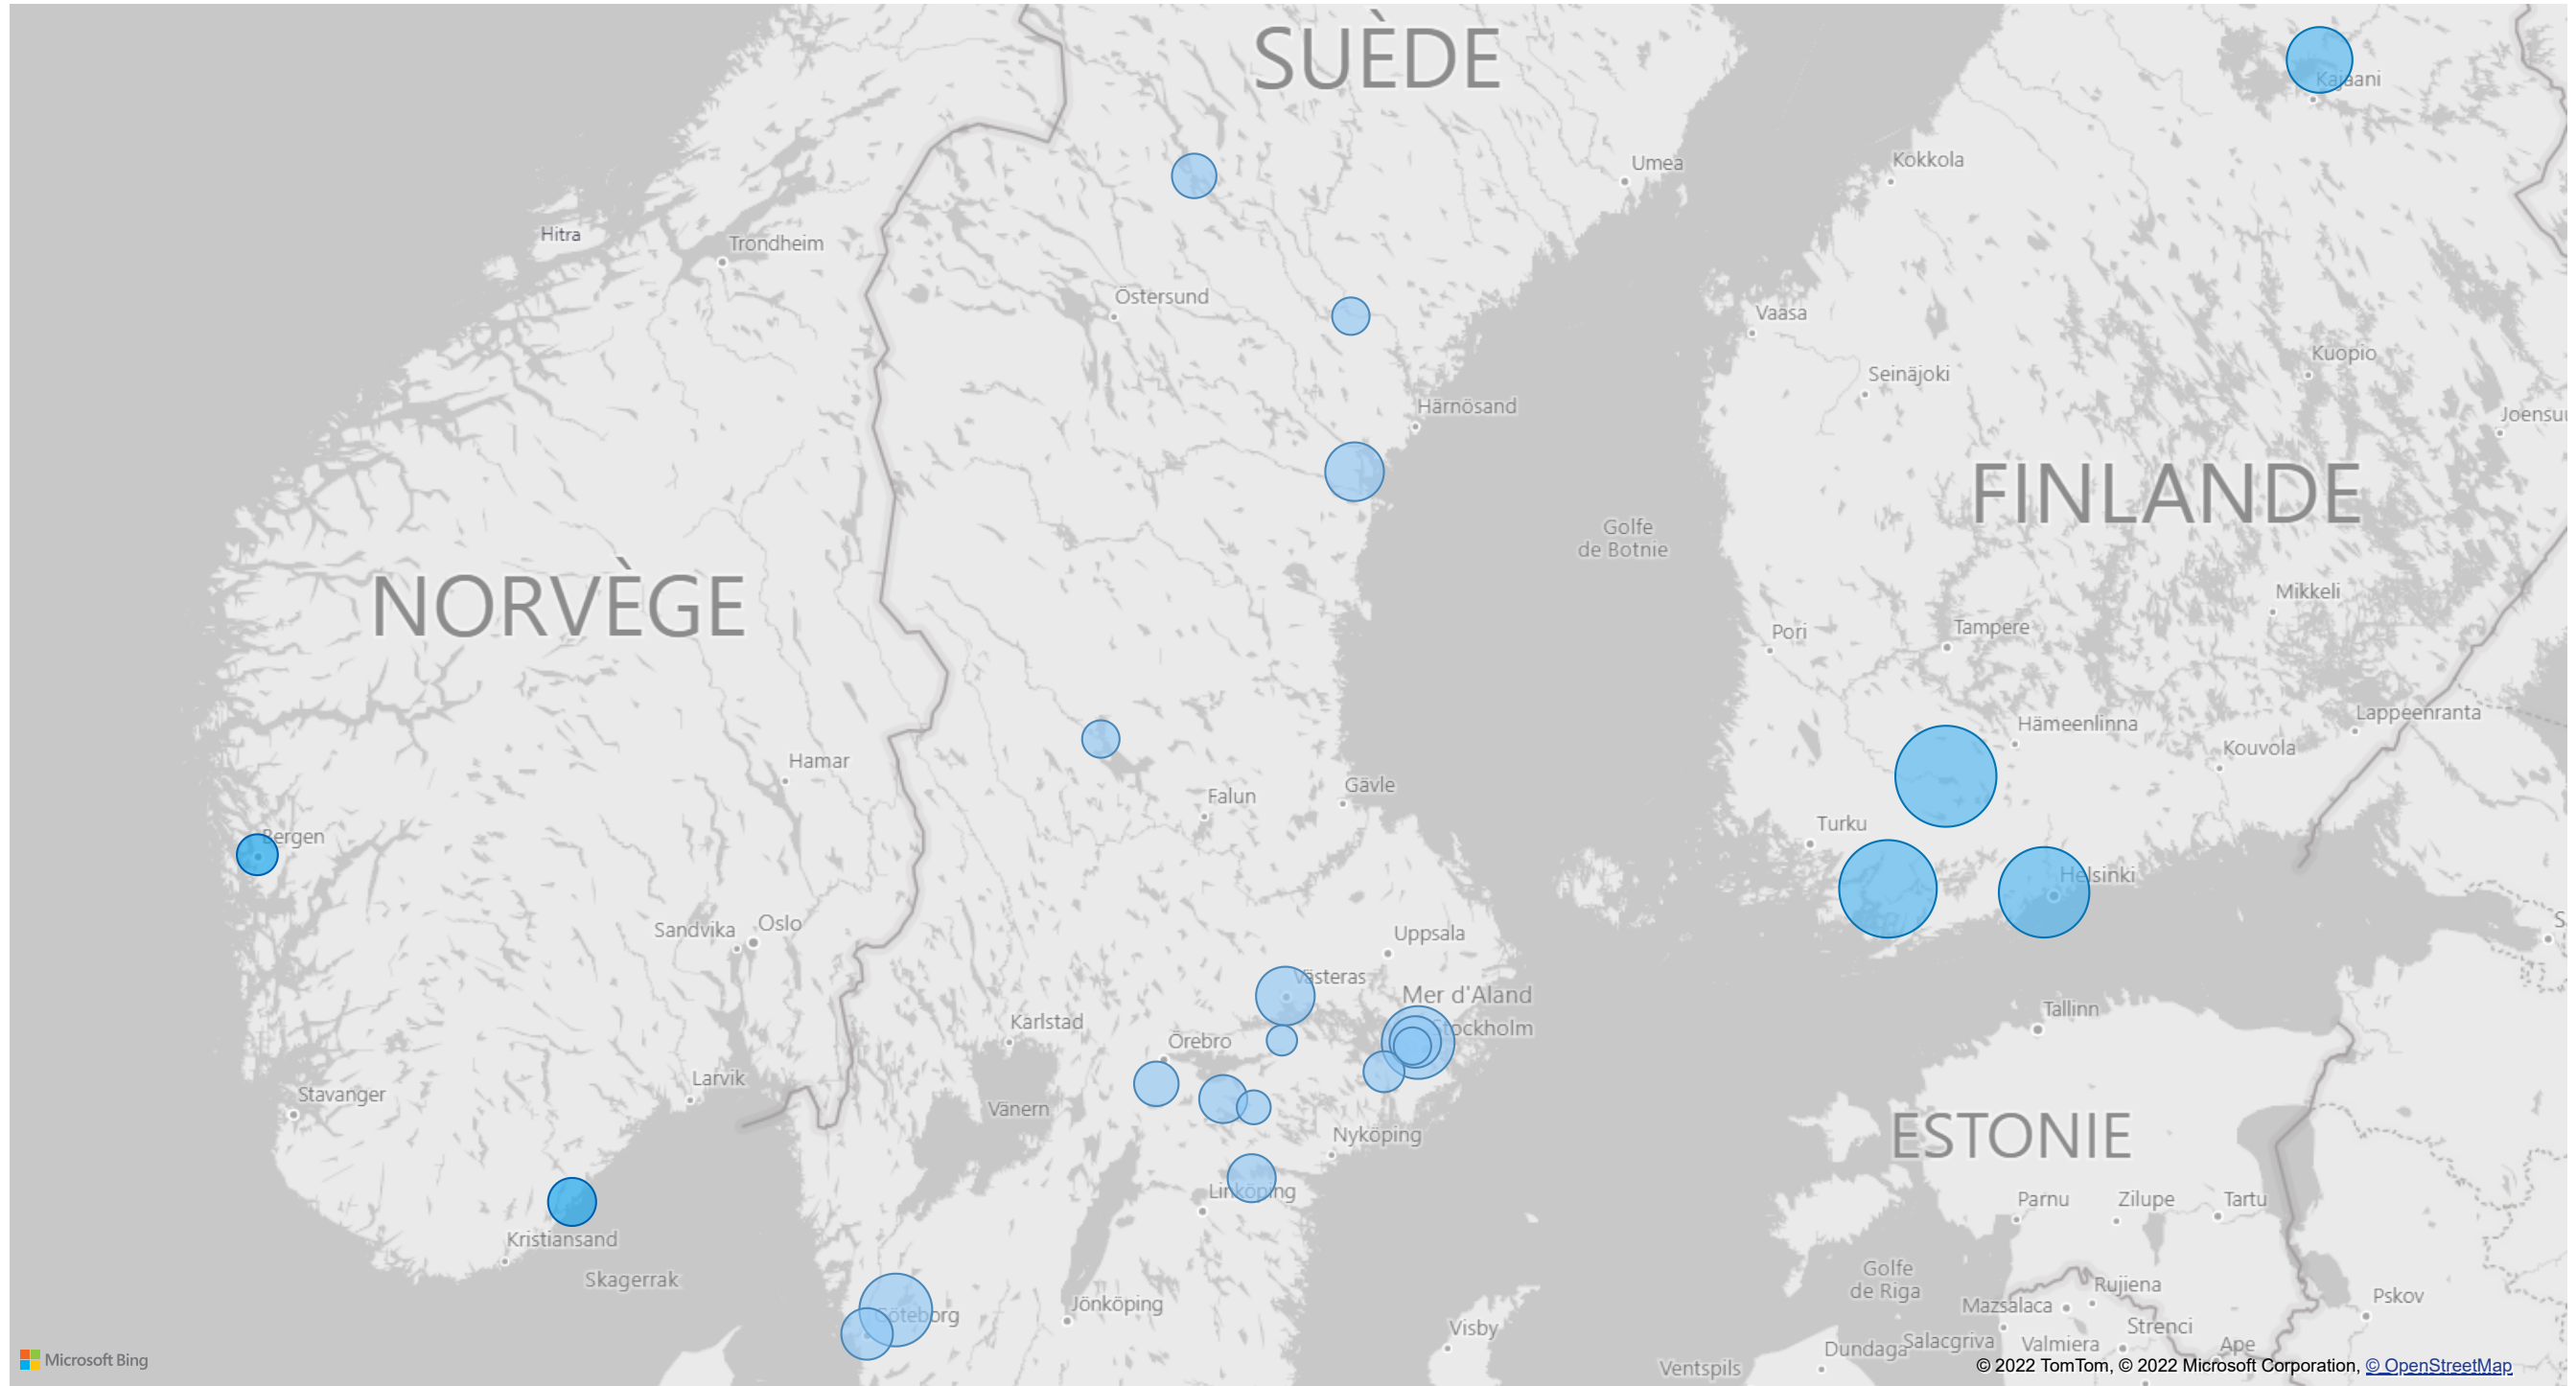 SUÈDE
Kajaani
Umea
Kokkola
Hitra
Trondheim
Östersund
Vaasa
Kuopio
Seinäjoki
Härnösand
Joensuu
FINLANDE
Golfe
de Botnie
NORVÈGE
Mikkeli
Pori
Tampere
Lappeenranta
Hämeenlinna
Kouvola
Hamar
Gävle
Falun
Turku
Bergen
Helsinki
Sandvika
Oslo
Uppsala
S
Västeras
Mer d'Aland
Tallinn
Karlstad
Stockholm
Örebro
Larvik
Stavanger
Vänern
Nyköping
ESTONIE
Linköping
Parnu
Zilupe
Tartu
Kristiansand
Skagerrak
Golfe
de Riga
Rujiena
Pskov
Mazsalaca
Jönköping
Göteborg
Visby
Strenci
Salacgriva
Valmiera
Ape
Dundaga
Ventspils
Microsoft Bing
© 2022 TomTom, © 2022 Microsoft Corporation, © OpenStreetMap